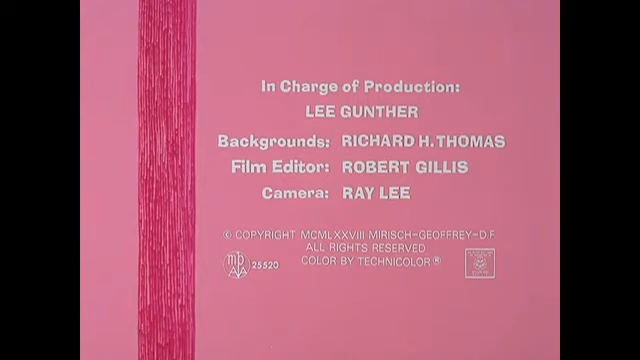 In Charge of Production:
LEE GUNTHER
Backgrounds: RICHARD H. THOMAS
Film Editor: ROBERT GILLIS
Camera: RAY LEE
© COPYRIGHT MCMLXXVIII MIRISCH-GEOFFREY-D.F.
ALL RIGHTS RESERVED
25520 COLOR BY TECHNICOLOR®